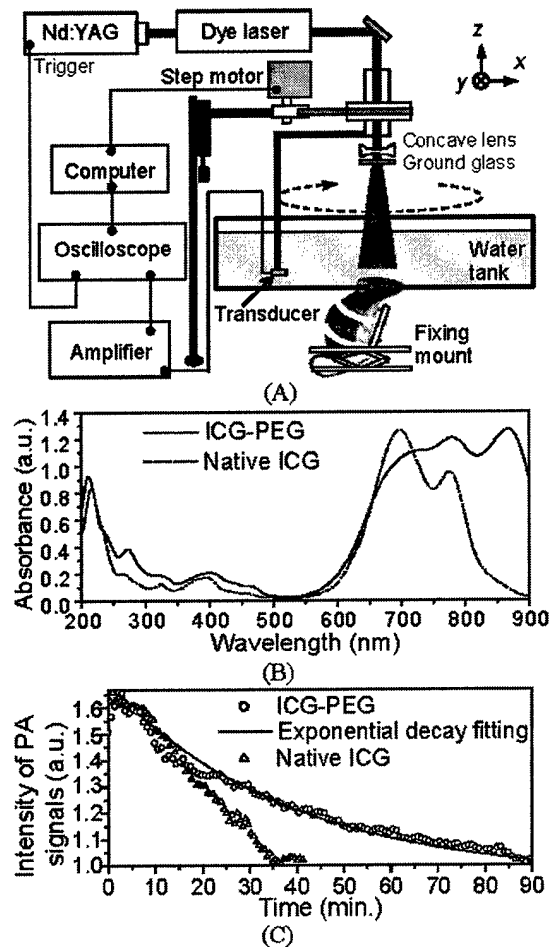 Nd:YAG
Dye laser
Trigger
Step motor
z
y
x
Concave lens
Ground glass
Computer
Oscilloscope
Water
tank
Transducer
Amplifier
Fixing
mount
(A)
Absorbance (a.u.)
1.4
1.2
1.0
0.8
0.6
0.4
0.2
0.0
ICG-PEG
Native ICG
200 300 400 500 600 700 800 900
Wavelength (nm)
(B)
Intensity of PA
signals (a.u.)
1.6
1.5
1.4
1.3
1.2
1.1
1.0
ICG-PEG
Exponential decay fitting
Native ICG
0 10 20 30 40 50 60 70 80 90
Time (min.)
(C)